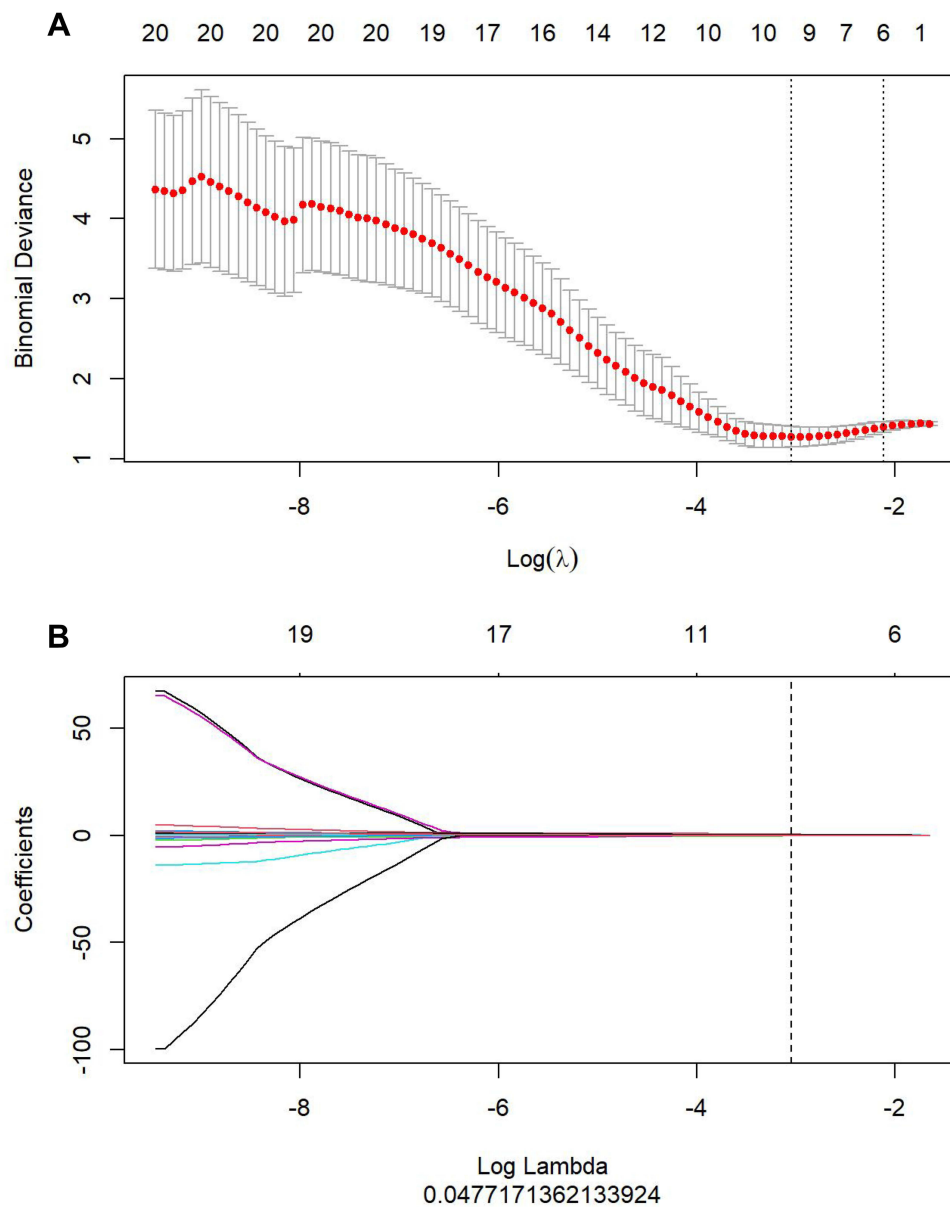 A
20 20 20 20 20 19 17 16 14 12 10 10 9 7 6 1
Binomial Deviance
5
4
3
2
1
-8 -6 -4 -2
Log(λ)
B
19 17 11 6
Coefficients
50
0
-50
-100
-8 -6 -4 -2
Log Lambda
0.0477171362133924